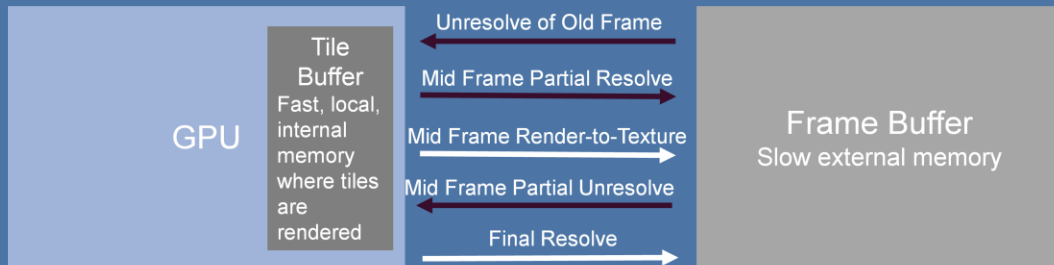 GPU
Tile
Buffer
Fast, local,
internal
memory
where tiles
are
rendered
Unresolve of Old Frame
Mid Frame Partial Resolve
Mid Frame Render-to-Texture
Mid Frame Partial Unresolve
Final Resolve
Frame Buffer
Slow external memory